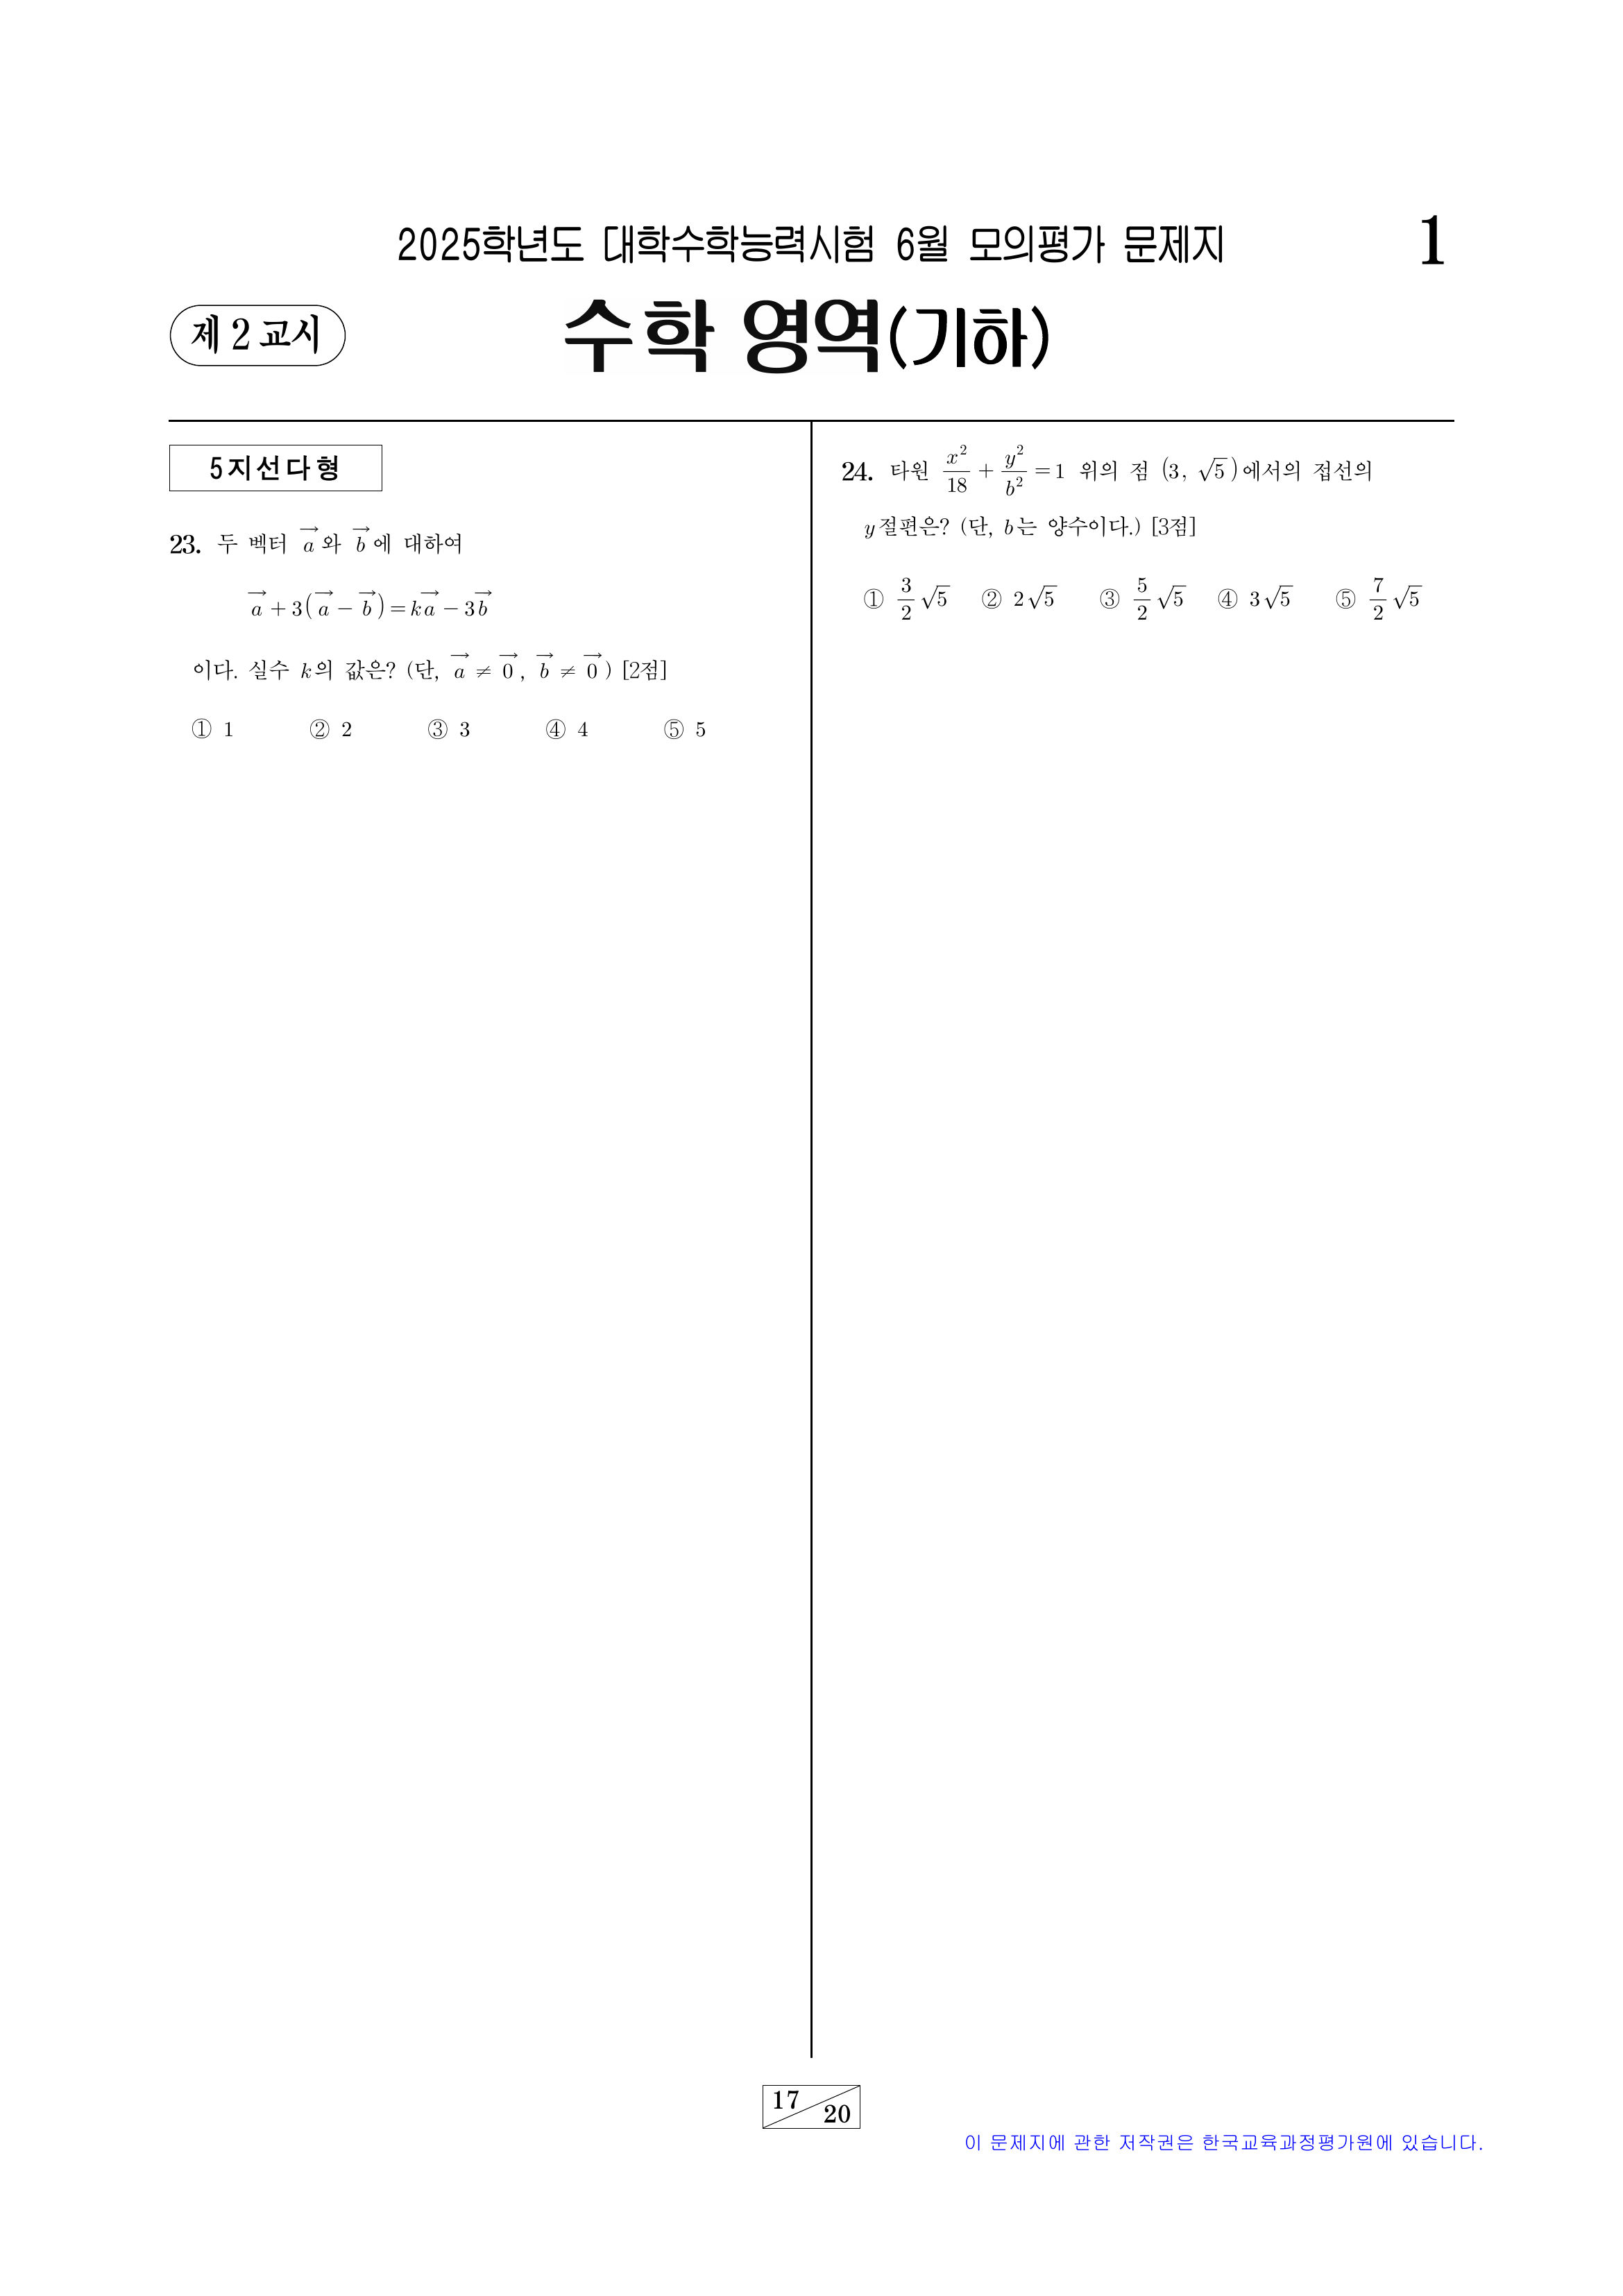 2025학년도 대학수학능력시험 6월 모의평가 문제지
1
제 2 교시
수학 영역(기하)
5지선다형
23. 두 벡터 $\vec{a}$와 $\vec{b}$에 대하여
$\vec{a}+3(\vec{a}-\vec{b})=k\vec{a}-3\vec{b}$
이다. 실수 $k$의 값은? (단, $\vec{a}\neq\vec{0}$, $\vec{b}\neq\vec{0}$) [2점]
① 1 ② 2 ③ 3 ④ 4 ⑤ 5
24. 타원 $\frac{x^2}{18}+\frac{y^2}{b^2}=1$ 위의 점 $(3, \sqrt{5})$에서의 접선의
$y$절편은? (단, $b$는 양수이다.) [3점]
① $\frac{3}{2}\sqrt{5}$ ② $2\sqrt{5}$ ③ $\frac{5}{2}\sqrt{5}$ ④ $3\sqrt{5}$ ⑤ $\frac{7}{2}\sqrt{5}$
17
20
이 문제지에 관한 저작권은 한국교육과정평가원에 있습니다.